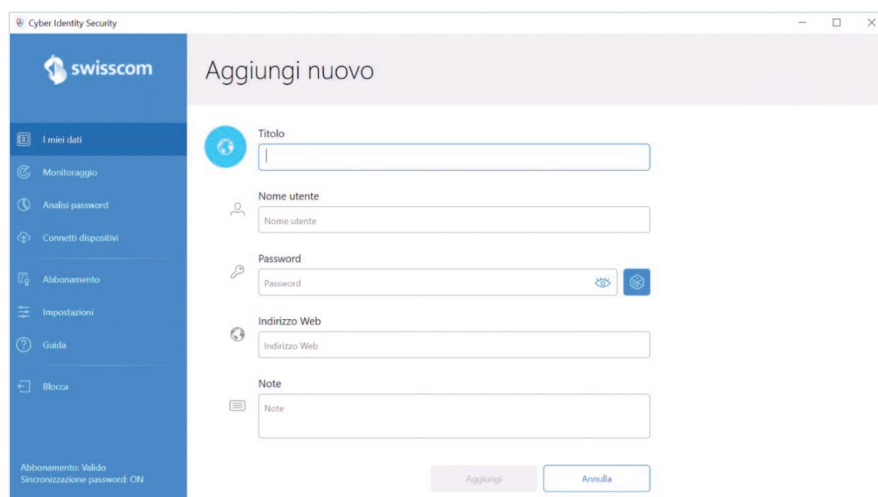 Cyber Identity Security
swisscom
Aggiungi nuovo
I miei dati
Monitoraggio
Analisi password
Connetti dispositivi
Abbonamento
Impostazioni
Guida
Blocca
Abbonamento: Valido
Sincronizzazione password: ON
Titolo
Nome utente
Nome utente
Password
Password
Indirizzo Web
Indirizzo Web
Note
Note
Aggiungi
Annulla